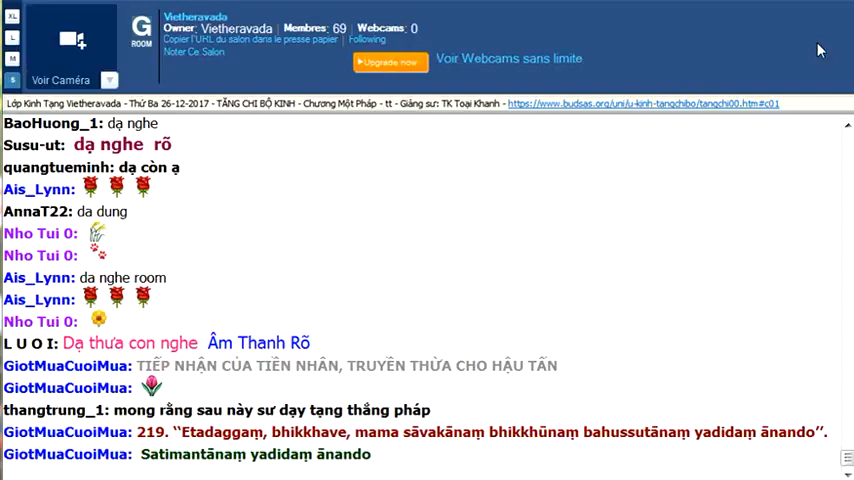 XL
L
M
S
Voir Caméra
G
ROOM
Vietheravada
Owner: Vietheravada Membres: 69 Webcams: 0
Copier l'URL du salon dans le presse papier | Following
Noter Ce Salon
Upgrade now
Voir Webcams sans limite
Lớp Kinh Tạng Vietheravada - Thứ Ba 26-12-2017 - TĂNG CHI BỘ KINH - Chương Một Pháp - tt - Giảng sư: TK Toại Khanh - https://www.budsas.org/uni/u-kinh-tangchibo/tangchi00.htm#c01
BaoHuong_1: dạ nghe
Susu-ut: dạ nghe rõ
quangtueminh: dạ còn ạ
Ais_Lynn:
AnnaT22: da dung
Nho Tui 0:
Nho Tui 0:
Ais_Lynn: dạ nghe room
Ais_Lynn:
Nho Tui 0:
L U O I: Dạ thưa con nghe Âm Thanh Rõ
GiotMuaCuoiMua: TIẾP NHẬN CỦA TIỀN NHÂN, TRUYỀN THỪA CHO HẬU TẤN
GiotMuaCuoiMua:
thangtrung_1: mong rằng sau này sư dạy tạng thắng pháp
GiotMuaCuoiMua: 219. ‘‘Etadaggaṃ, bhikkhave, mama sāvakānaṃ bhikkhūnaṃ bahussutānaṃ yadidaṃ ānando’’.
GiotMuaCuoiMua: Satimantānaṃ yadidaṃ ānando